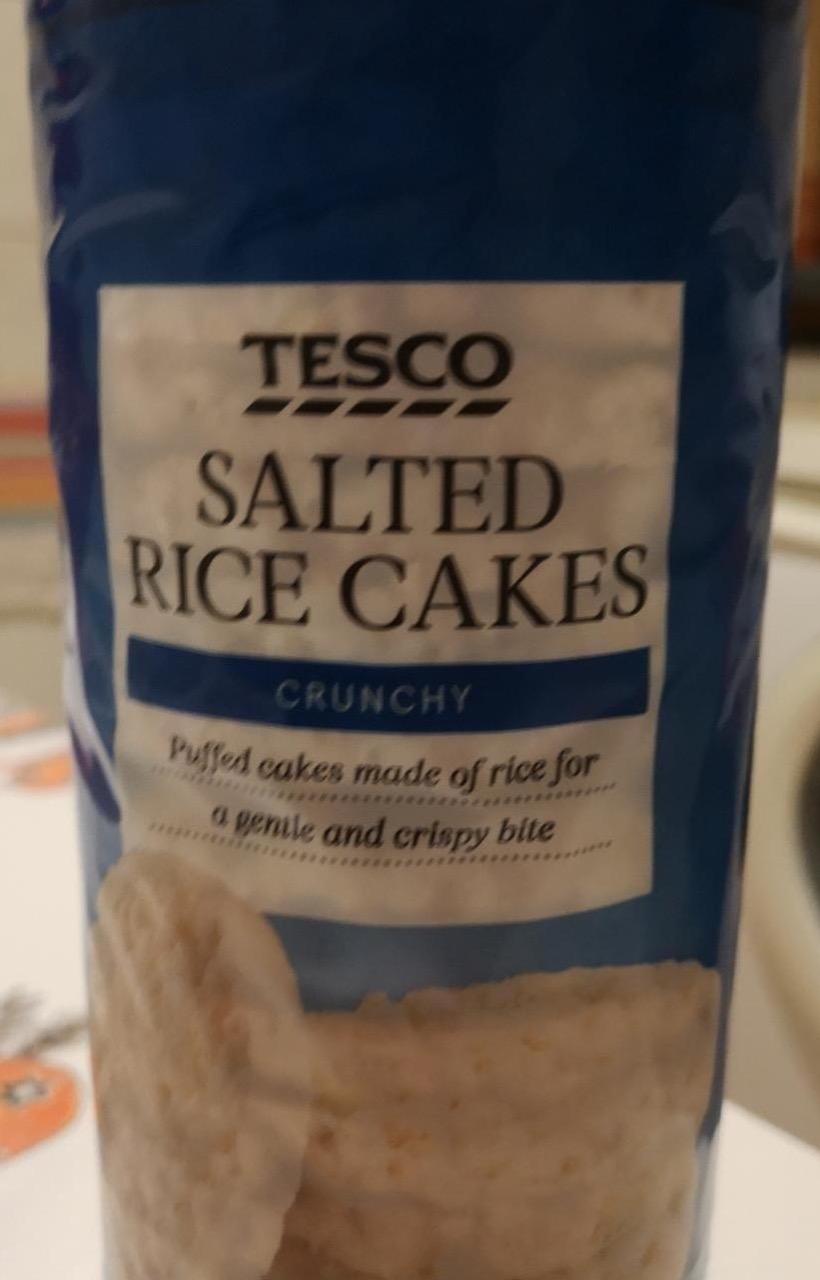 TESCO
SALTED
RICE CAKES
CRUNCHY
Puffed cakes made of rice for
a gentle and crispy bite